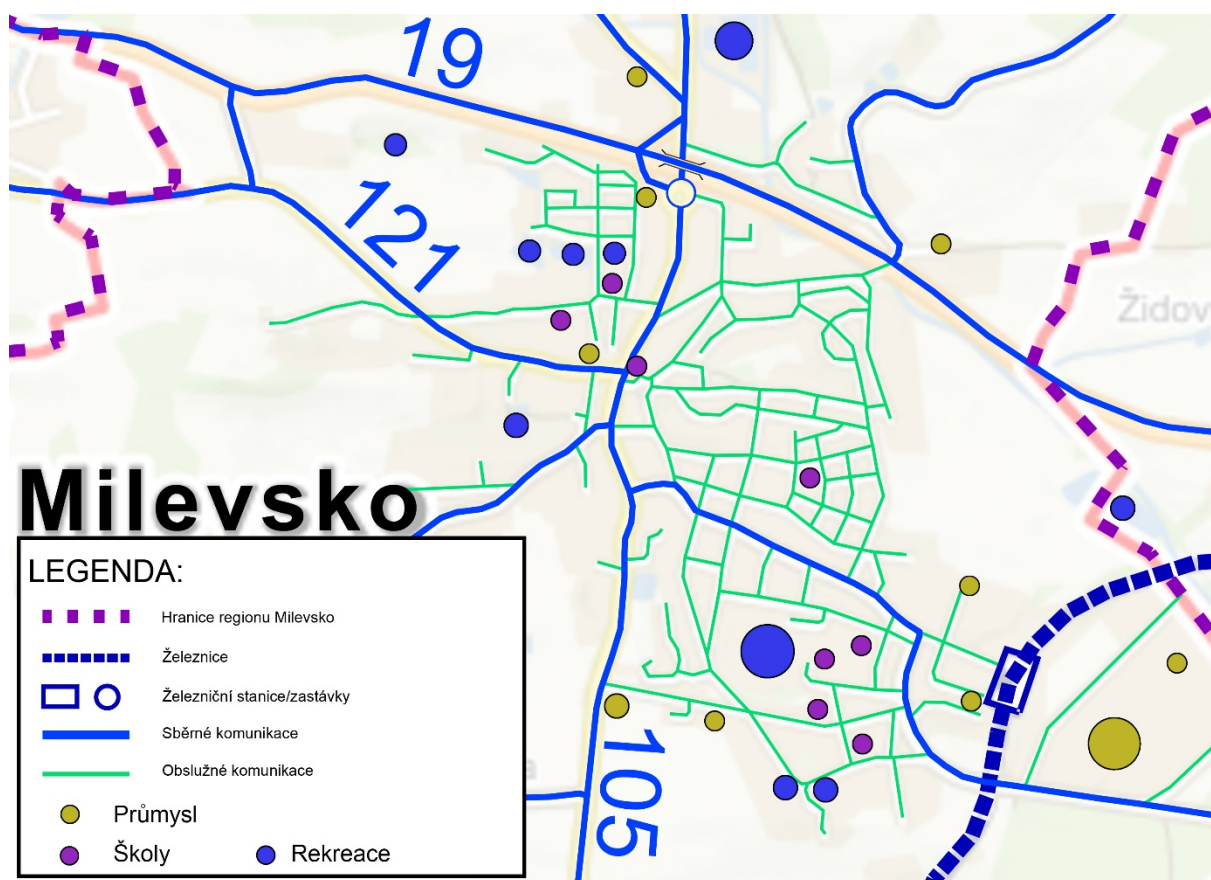 19
121
Židov
Milevsko
LEGENDA:
Hranice regionu Milevsko
Železnice
Železniční stanice/zastávky
Sběrné komunikace
Obslužné komunikace
Průmysl
Školy
Rekreace
105